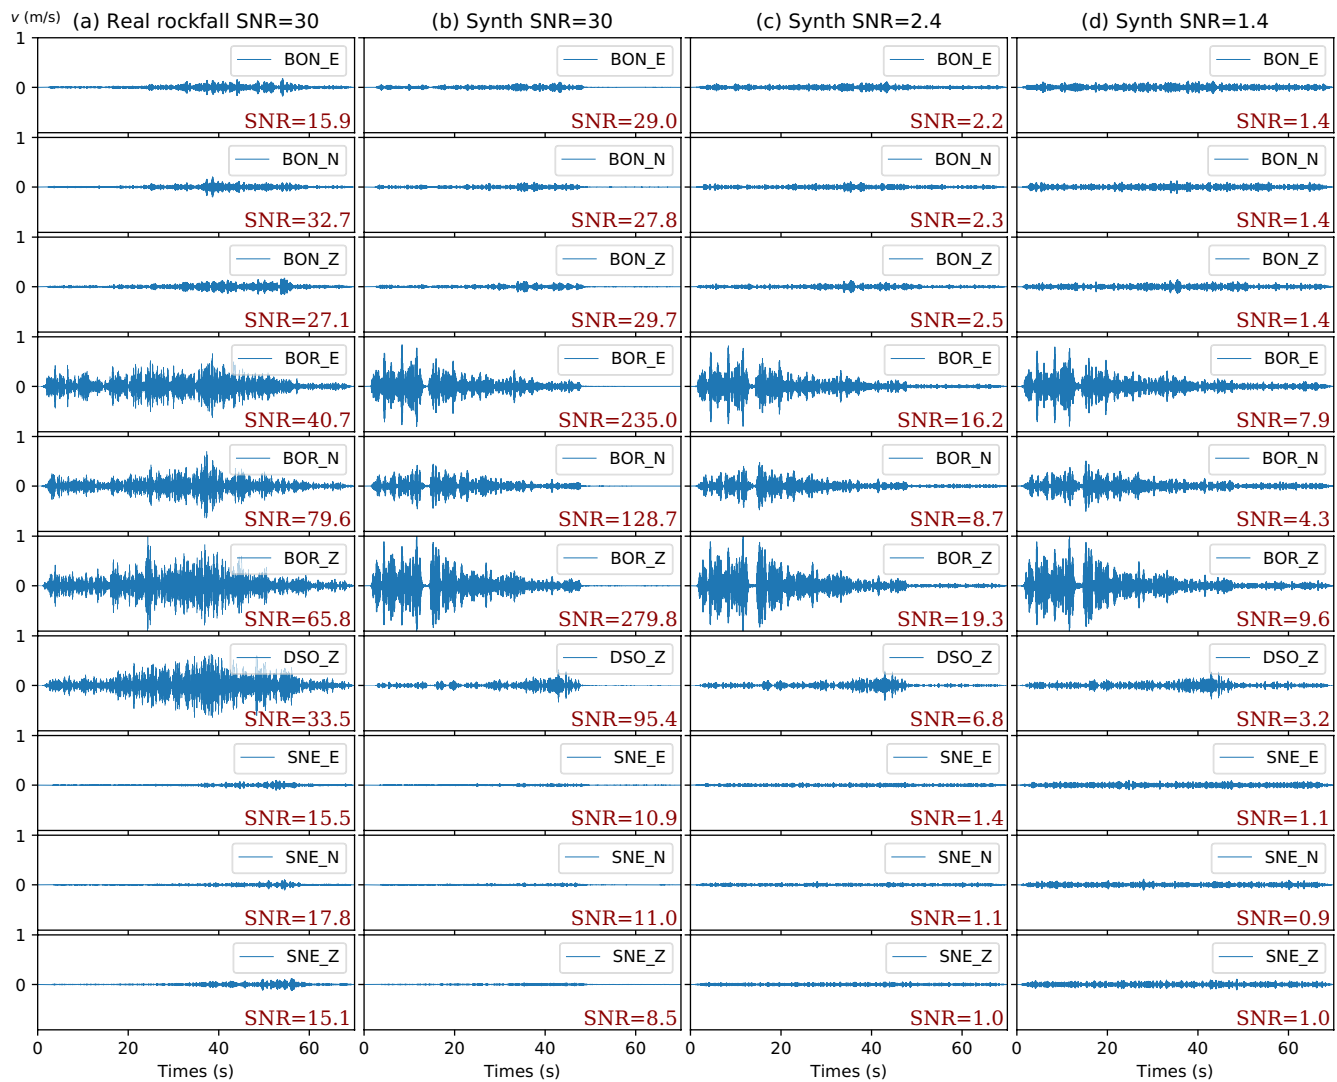 v (m/s) (a) Real rockfall SNR=30 (b) Synth SNR=30 (c) Synth SNR=2.4 (d) Synth SNR=1.4
1
0
BON_E BON_E BON_E BON_E
SNR=15.9 SNR=29.0 SNR=2.2 SNR=1.4
1
0
BON_N BON_N BON_N BON_N
SNR=32.7 SNR=27.8 SNR=2.3 SNR=1.4
1
0
BON_Z BON_Z BON_Z BON_Z
SNR=27.1 SNR=29.7 SNR=2.5 SNR=1.4
1
0
BOR_E BOR_E BOR_E BOR_E
SNR=40.7 SNR=235.0 SNR=16.2 SNR=7.9
1
0
BOR_N BOR_N BOR_N BOR_N
SNR=79.6 SNR=128.7 SNR=8.7 SNR=4.3
1
0
BOR_Z BOR_Z BOR_Z BOR_Z
SNR=65.8 SNR=279.8 SNR=19.3 SNR=9.6
1
0
DSO_Z DSO_Z DSO_Z DSO_Z
SNR=33.5 SNR=95.4 SNR=6.8 SNR=3.2
1
0
SNE_E SNE_E SNE_E SNE_E
SNR=15.5 SNR=10.9 SNR=1.4 SNR=1.1
1
0
SNE_N SNE_N SNE_N SNE_N
SNR=17.8 SNR=11.0 SNR=1.1 SNR=0.9
1
0
SNE_Z SNE_Z SNE_Z SNE_Z
SNR=15.1 SNR=8.5 SNR=1.0 SNR=1.0
0 20 40 60 0 20 40 60 0 20 40 60 0 20 40 60
Times (s) Times (s) Times (s) Times (s)